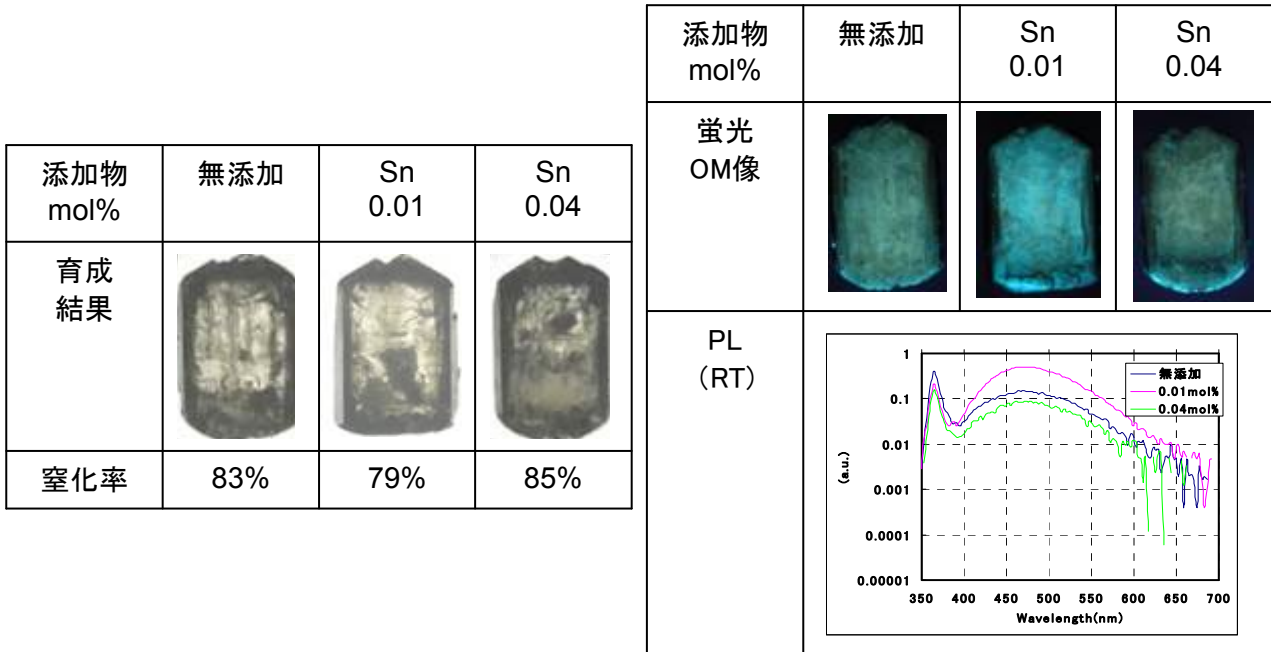 添加物
mol%
無添加
Sn
0.01
Sn
0.04
育成
結果
窒化率
83%
79%
85%
添加物
mol%
無添加
Sn
0.01
Sn
0.04
蛍光
OM像
PL
(RT)
1
0.1
0.01
0.001
0.0001
0.00001
(a.u.)
無添加
0.01mol%
0.04mol%
350 400 450 500 550 600 650 700
Wavelength(nm)